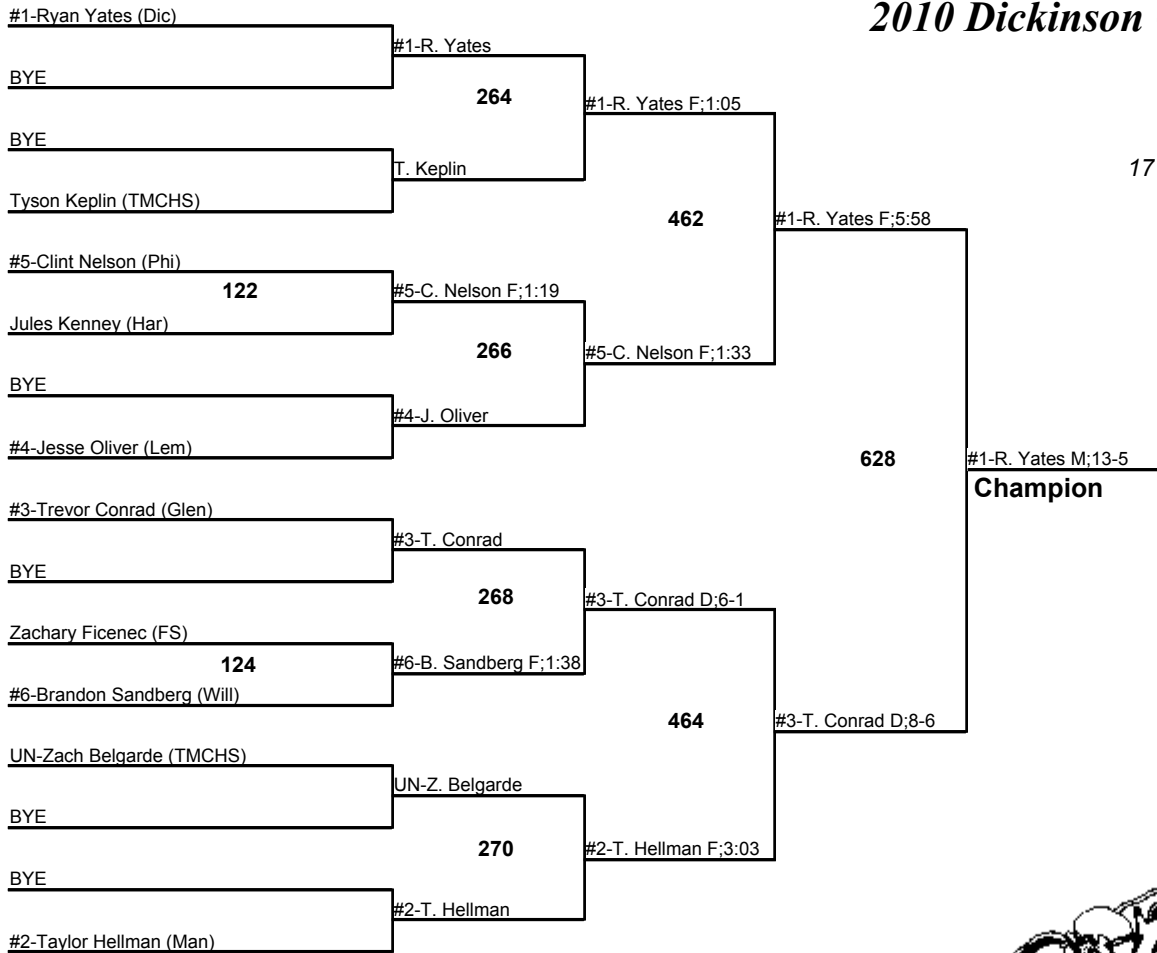 2010 Dickinson
17
#1-Ryan Yates (Dic)
BYE
BYE
Tyson Keplin (TMCHS)
#5-Clint Nelson (Phi)
122
Jules Kenney (Har)
BYE
#4-Jesse Oliver (Lem)
#3-Trevor Conrad (Glen)
BYE
Zachary Ficenec (FS)
124
#6-Brandon Sandberg (Will)
UN-Zach Belgarde (TMCHS)
BYE
BYE
#2-Taylor Hellman (Man)
#1-R. Yates
264
T. Keplin
#5-C. Nelson F;1:19
266
#4-J. Oliver
#3-T. Conrad
268
#6-B. Sandberg F;1:38
UN-Z. Belgarde
270
#2-T. Hellman
#1-R. Yates F;1:05
462
#5-C. Nelson F;1:33
#3-T. Conrad D;6-1
464
#2-T. Hellman F;3:03
#1-R. Yates F;5:58
628
#3-T. Conrad D;8-6
#1-R. Yates M;13-5
Champion